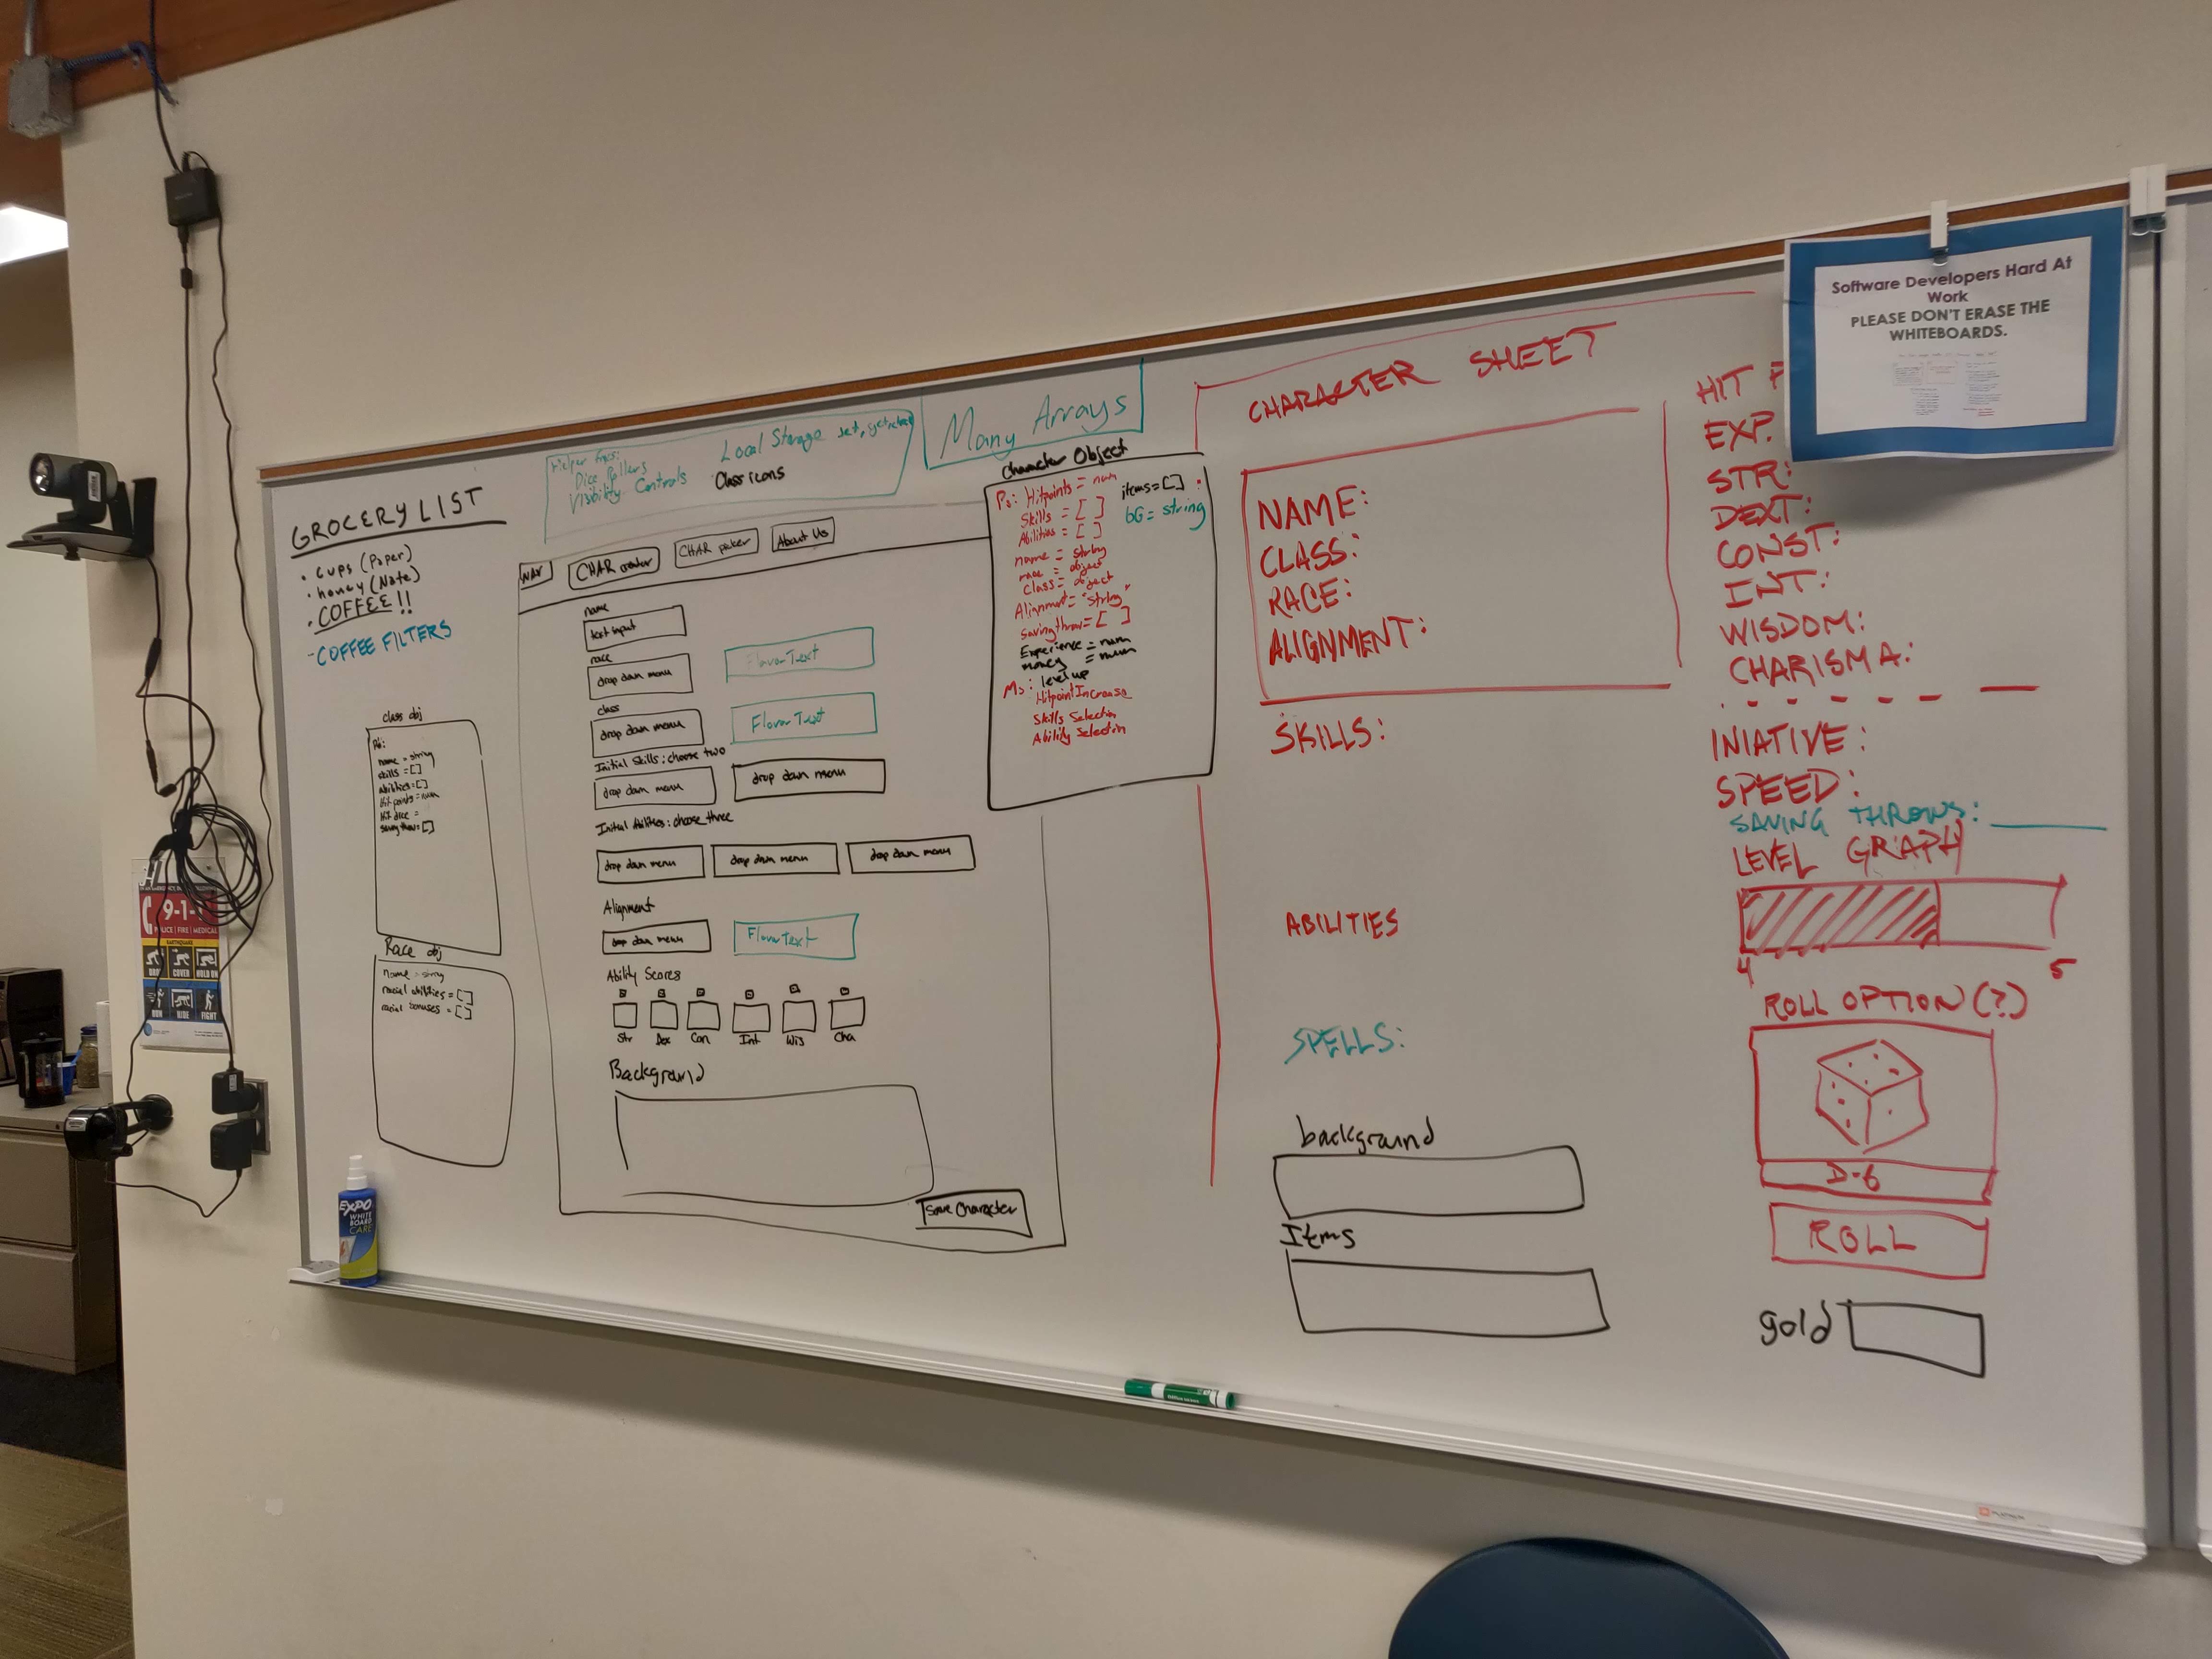 Software Developers Hard At
Work
PLEASE DON'T ERASE THE
WHITEBOARDS.
GROCERY LIST
· Cups (Paper)
· honey (Nate)
· COFFEE!!
- COFFEE FILTERS
class obj
name = string
skills = []
abilities = []
Hit points = num
Hit dice =
saving throw = []
Race obj
name = string
racial abilities = []
racial bonuses = []
Helper fncs:
Dice Rollers
Visibility Controls
Local Storage set, get
Class icons
Many Arrays
NAV
CHAR creator
CHAR picker
About Us
name
text input
race
drop down menu
Flavor Text
class
drop down menu
Flavor Text
Initial Skills: choose two
drop down menu
drop down menu
Initial Abilities: choose three
drop down menu
drop down menu
drop down menu
Alignment
drop down menu
Flavor Text
Ability Scores
Str
Dex
Con
Int
Wis
Cha
Background
Save Character
Character Object
Ps: Hitpoints = num
Skills = [ ]
Abilities = [ ]
items = []
bG = string
name = string
race = object
Class = object
Alignment = "String"
Saving throw = [ ]
Experience = num
money = num
Ms: level up
Hitpoint Increase
Skills Selection
Ability Selection
CHARACTER SHEET
NAME:
CLASS:
RACE:
ALIGNMENT:
SKILLS:
ABILITIES
SPELLS:
background
Items
HIT
EXP.
STR:
DEXT:
CONST:
INT:
WISDOM:
CHARISMA:
INIATIVE:
SPEED:
SAVING THROWS:
LEVEL GRAPH
4
5
ROLL OPTION (?)
D-6
ROLL
gold
EXPO
WHITE
BOARD
CARE
9-1-
POLICE | FIRE | MEDICAL
EARTHQUAKE
DROP
COVER
HOLD ON
RUN
HIDE
FIGHT